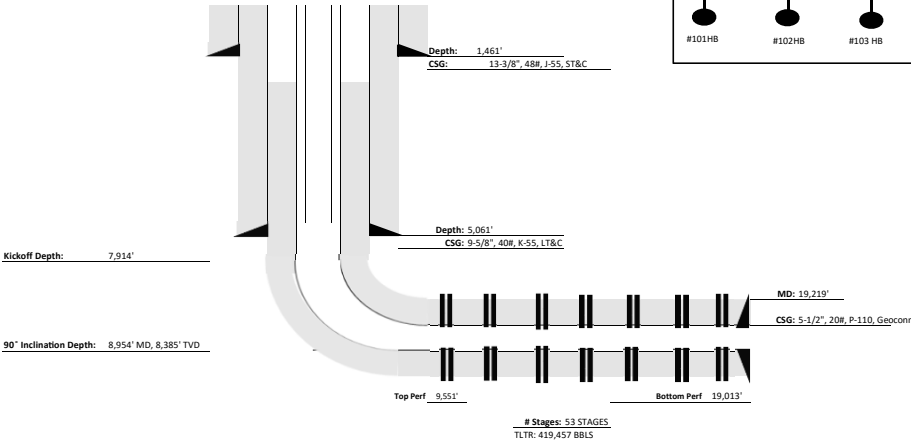 #101HB #102HB #103 HB
Depth: 1,461'
CSG: 13-3/8", 48#, J-55, ST&C
Depth: 5,061'
CSG: 9-5/8", 40#, K-55, LT&C
Kickoff Depth: 7,914'
MD: 19,219'
CSG: 5-1/2", 20#, P-110, Geoconn
90˚ Inclination Depth: 8,954' MD, 8,385' TVD
Top Perf 9,551' Bottom Perf 19,013'
# Stages: 53 STAGES
TLTR: 419,457 BBLS